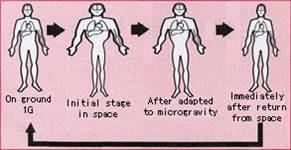 On ground
1G
Initial stage
in space
After adapted
to microgravity
Immediately
after return
from space